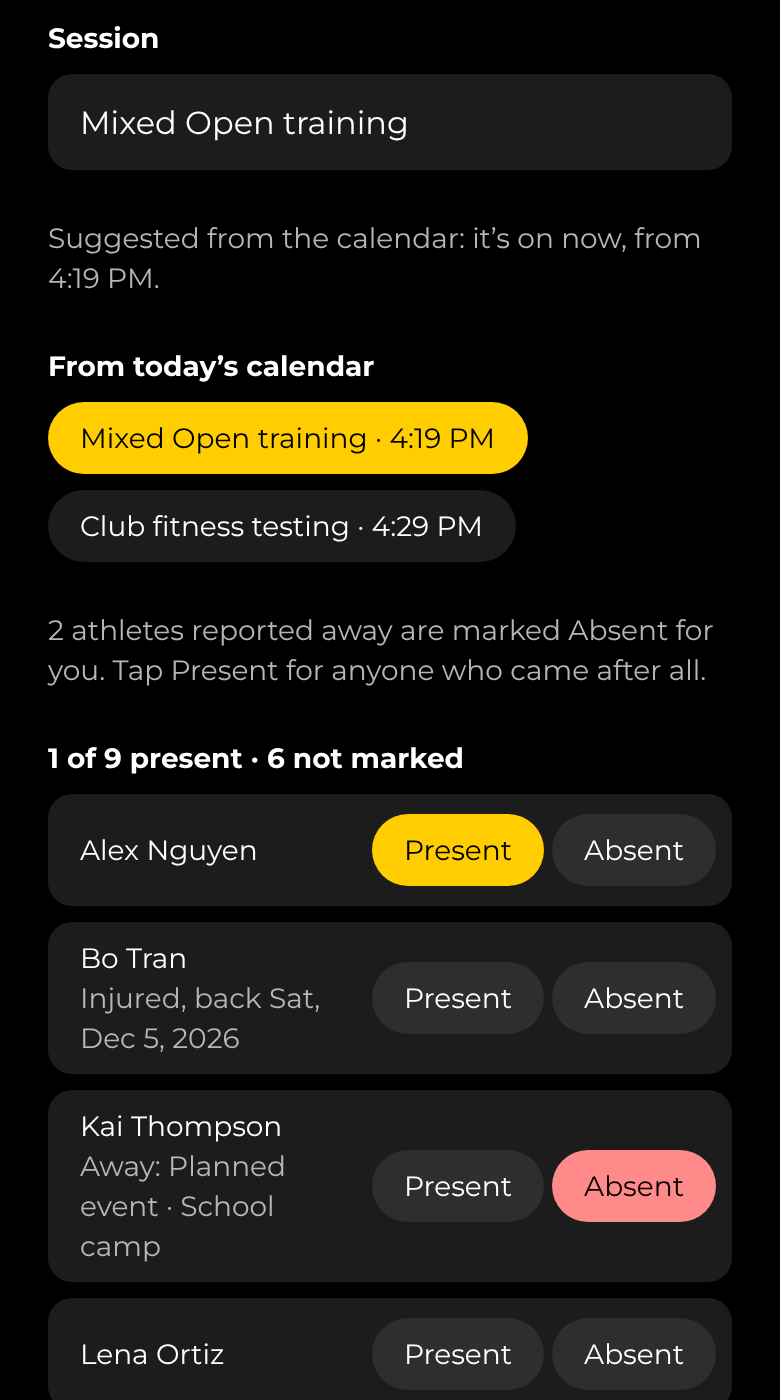 Session
Mixed Open training
Suggested from the calendar: it’s on now, from
4:19 PM.
From today’s calendar
Mixed Open training · 4:19 PM
Club fitness testing · 4:29 PM
2 athletes reported away are marked Absent for
you. Tap Present for anyone who came after all.
1 of 9 present · 6 not marked
Alex Nguyen Present Absent
Bo Tran
Injured, back Sat,
Dec 5, 2026
Present Absent
Kai Thompson
Away: Planned
event · School
camp
Present Absent
Lena Ortiz Present Absent